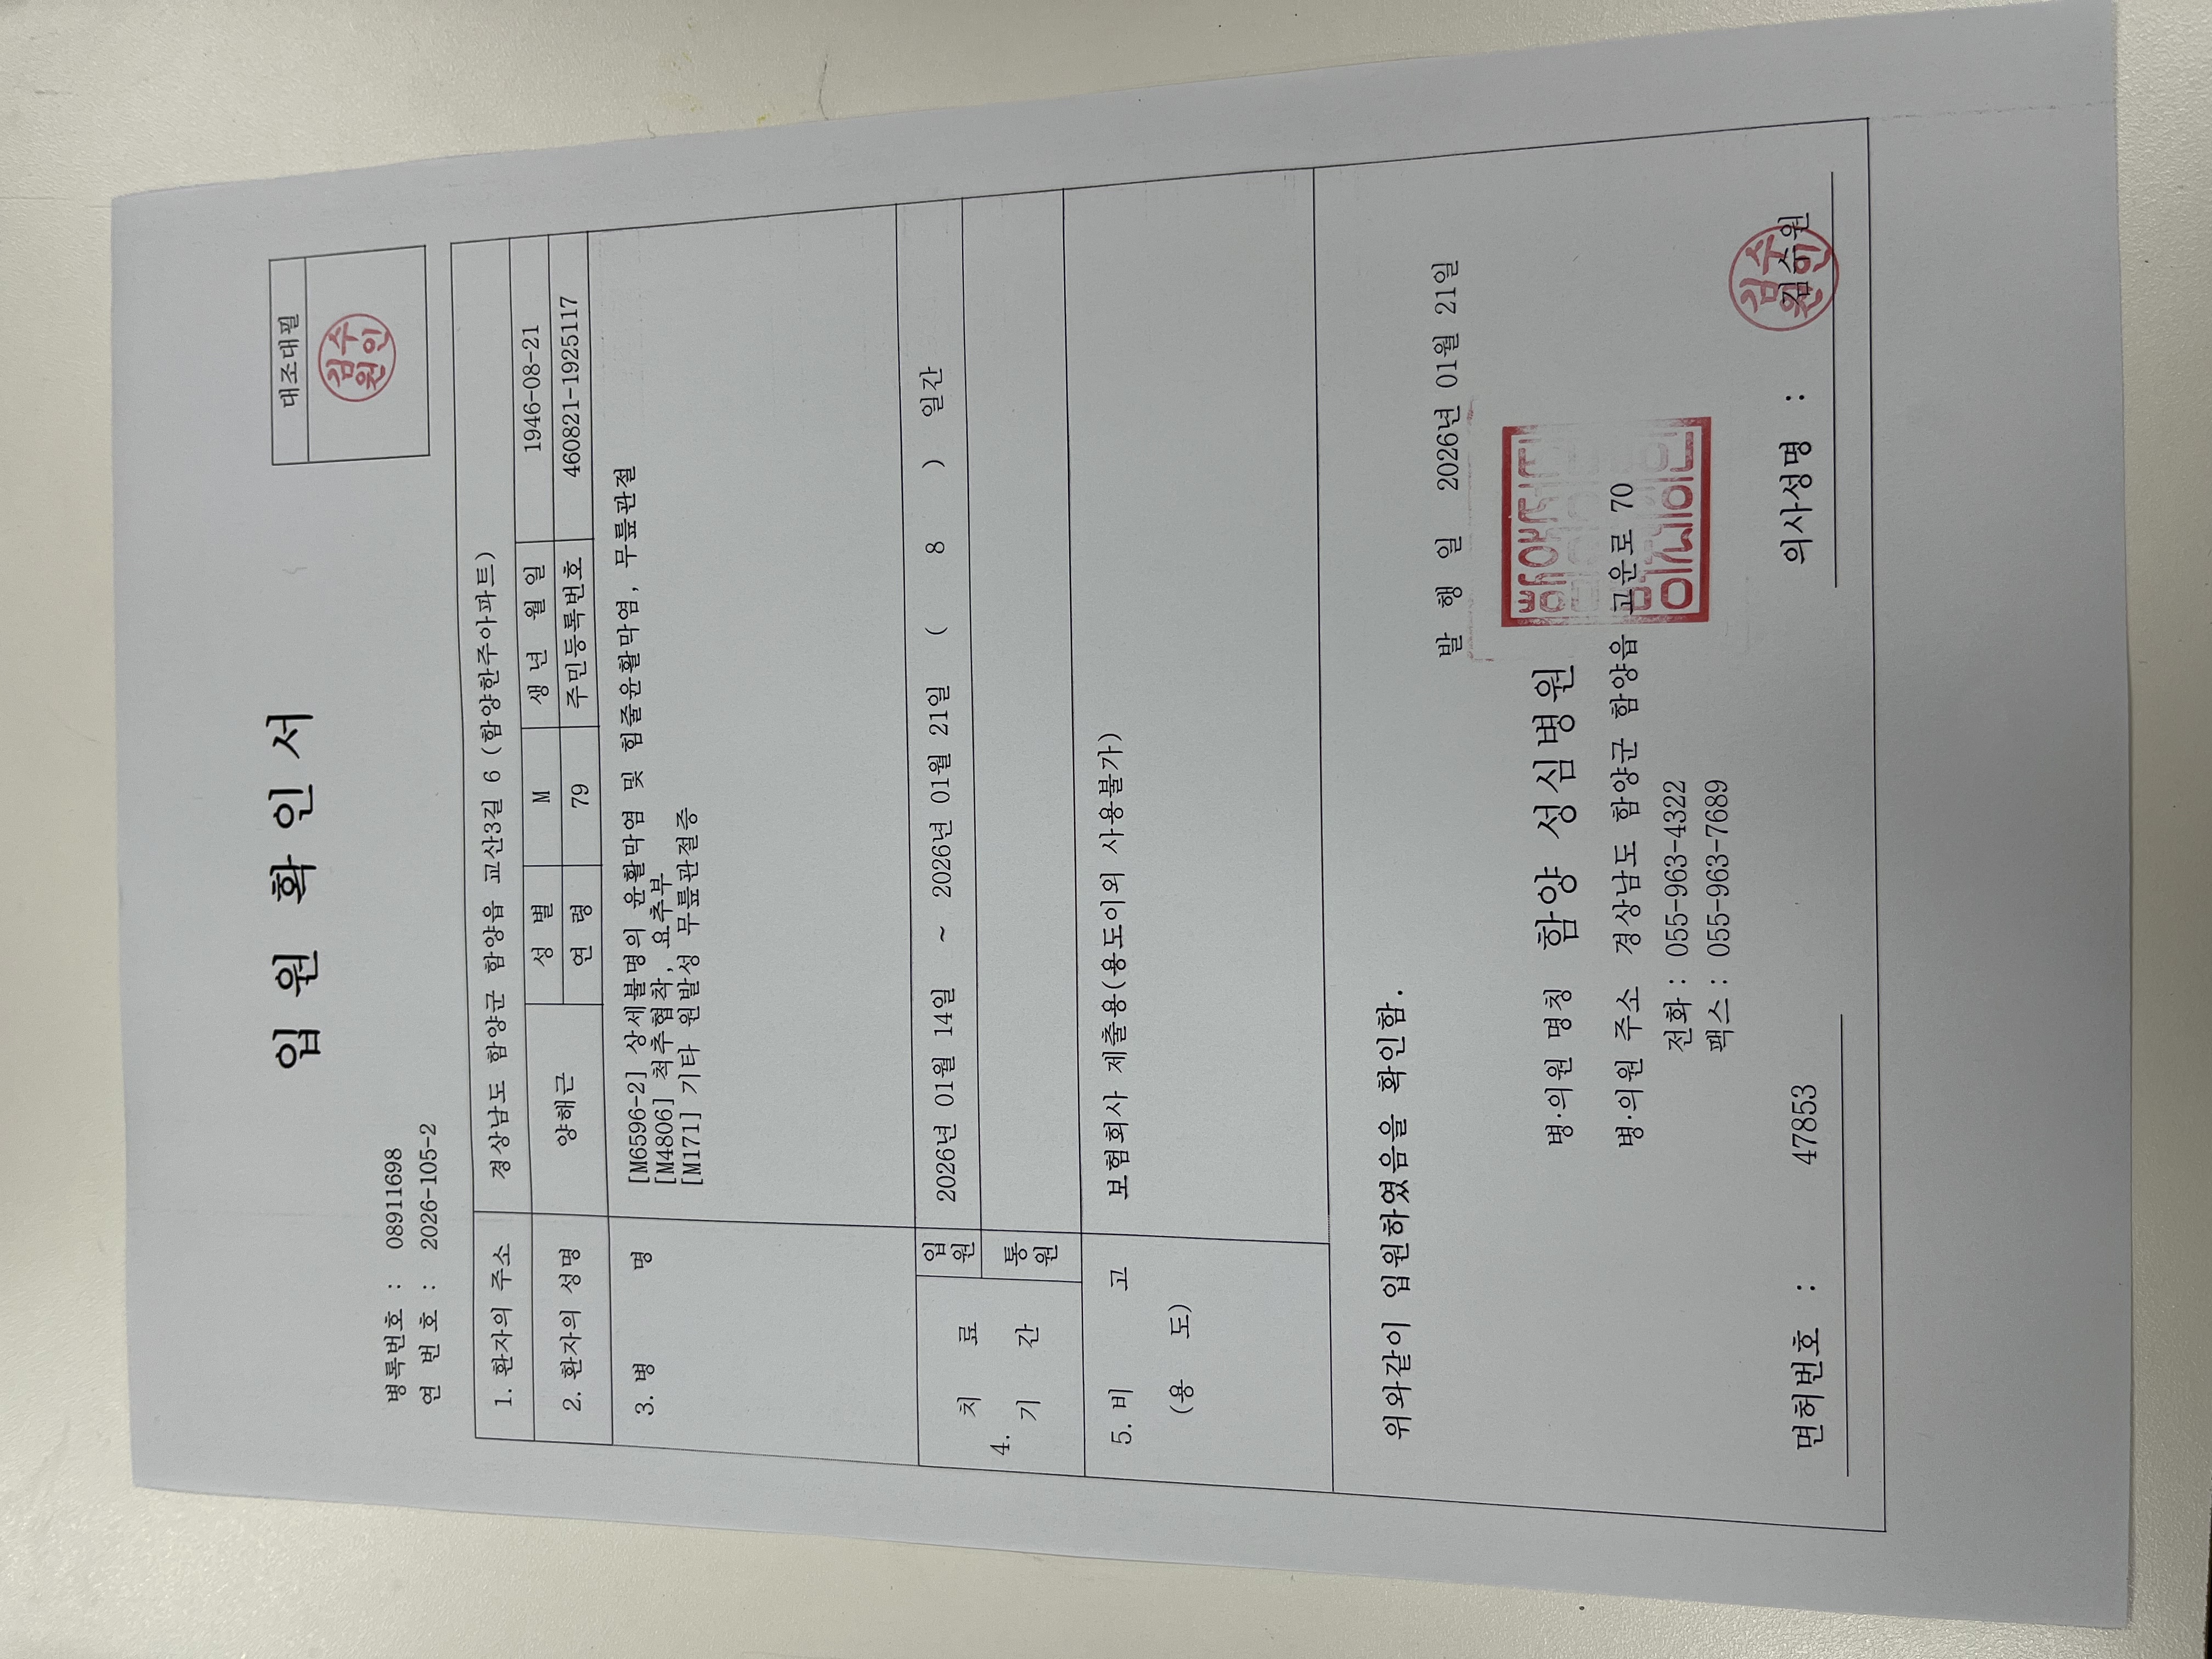 입 원 확 인 서
대조대필
김수원인
병록번호 : 08911698
연 번 호 : 2026-105-2
1. 환자의 주소 경상남도 함양군 함양읍 교산3길 6 (함양한주아파트)
2. 환자의 성명 양해근 성 별 M 생 년 월 일 1946-08-21
연 령 79 주민등록번호 460821-1925117
3. 병 명 [M6596-2] 상세불명의 윤활막염 및 힘줄윤활막염, 무릎관절
[M4806] 척추협착, 요추부
[M171] 기타 원발성 무릎관절증
4. 치 료 기 간 입원 2026년 01월 14일 ~ 2026년 01월 21일 ( 8 ) 일간
통원
5. 비 고 보험회사 제출용(용도이외 사용불가)
(용 도)
위와같이 입원하였음을 확인함.
발 행 일 2026년 01월 21일
병·의원 명칭 함양 성심병원
병·의원 주소 경상남도 함양군 함양읍 고운로 70
전화 : 055-963-4322
팩스 : 055-963-7689
면허번호 : 47853 의사성명 : 김수원
김수원인